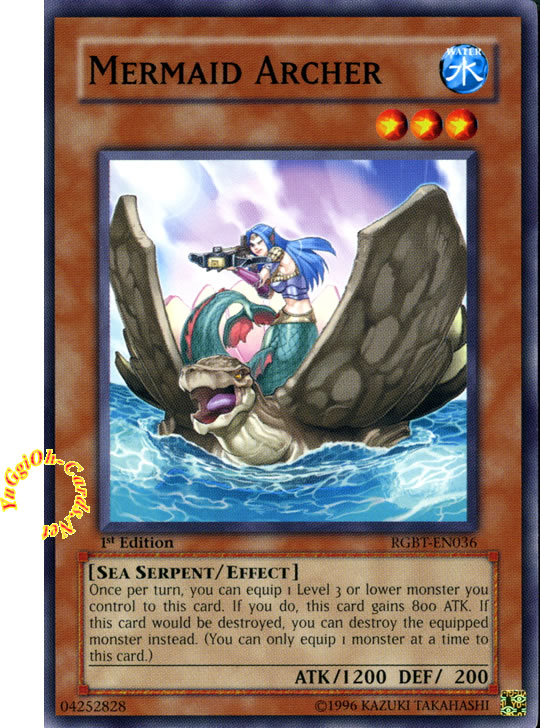 MERMAID ARCHER
WATER
水
YuGgiOh-Cards.Net
1st Edition
RGBT-EN036
[SEA SERPENT/EFFECT]
Once per turn, you can equip 1 Level 3 or lower monster you
control to this card. If you do, this card gains 800 ATK. If
this card would be destroyed, you can destroy the equipped
monster instead. (You can only equip 1 monster at a time to
this card.)
ATK/1200 DEF/ 200
04252828
©1996 KAZUKI TAKAHASHI